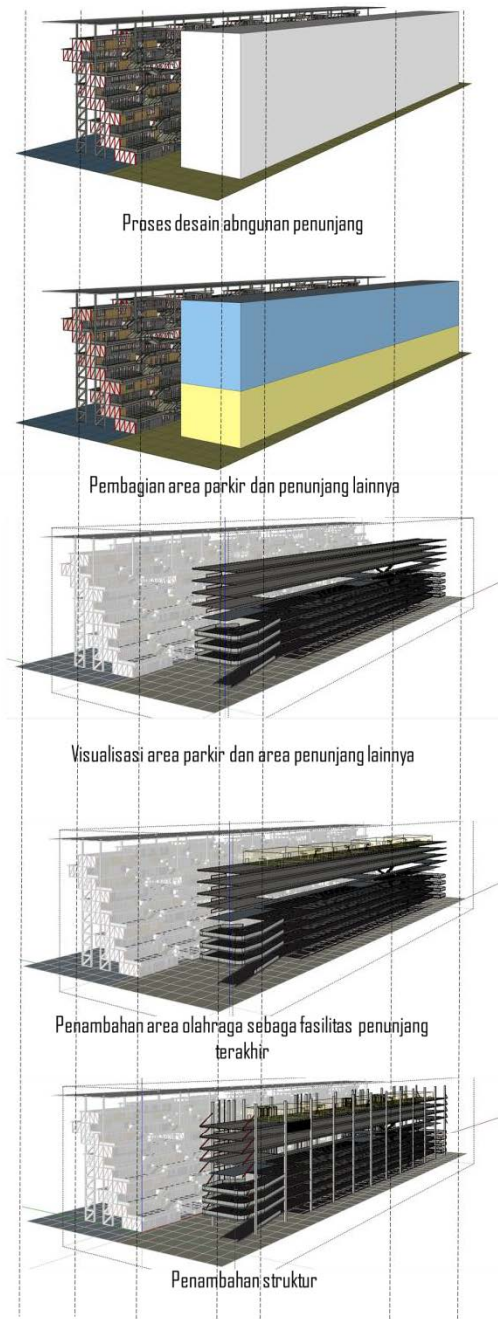 Proses desain abngunan penunjang
Pembagian area parkir dan penunjang lainnya
Visualisasi area parkir dan area penunjang lainnya
Penambahan area olahraga sebaga fasilitas penunjang
terakhir
Penambahan struktur